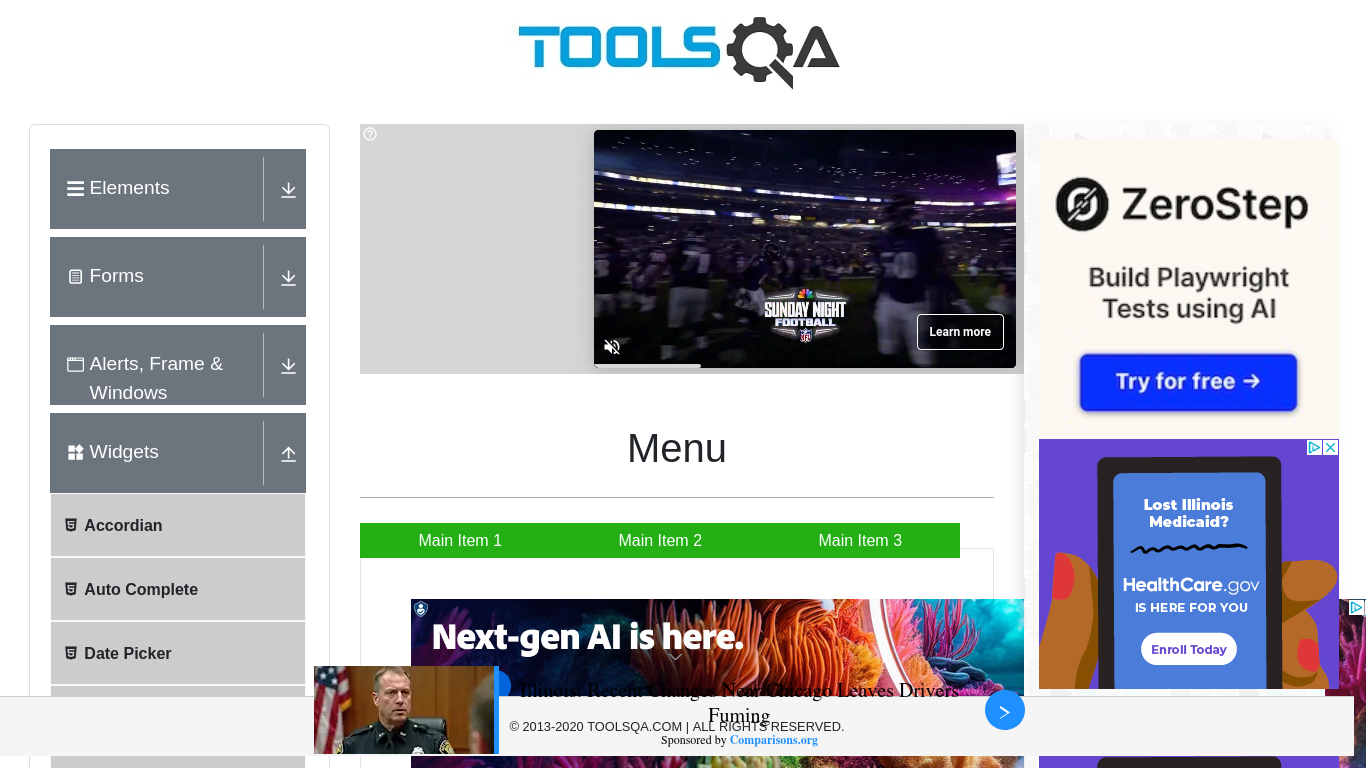 TOOLSQA
Elements
Forms
Alerts, Frame &
Windows
Widgets
Accordian
Auto Complete
Date Picker
SUNDAY NIGHT
FOOTBALL
Learn more
Menu
Main Item 1
Main Item 2
Main Item 3
Next-gen AI is here.
ZeroStep
Build Playwright
Tests using AI
Try for free →
Lost Illinois
Medicaid?
HealthCare.gov
IS HERE FOR YOU
Enroll Today
Illinois: Recent Changes Near Chicago Leaves Drivers
Fuming
© 2013-2020 TOOLSQA.COM | ALL RIGHTS RESERVED.
Sponsored by Comparisons.org